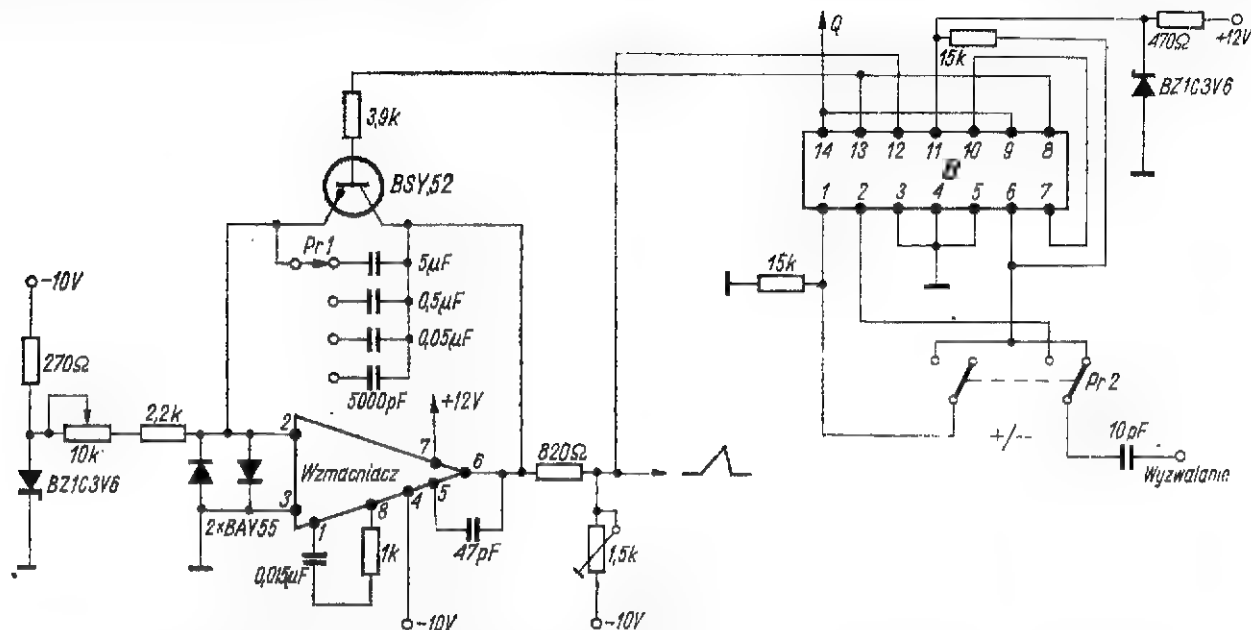 Q
470Ω
+12V
15k
BZ1C3V6
3,9k
14 13 12 11 10 9 8
B
1 2 3 4 5 6 7
BSY52
Pr1
5μF
0,5μF
0,05μF
5000pF
15k
-10V
270Ω
10k
2,2k
BZ1C3V6
2×BAY55
+12V
2
3
7
6
Wzmacniacz
1
8
4
5
0,015μF
1k
47pF
-10V
820Ω
1,5k
-10V
Pr2
+/--
10pF
Wyzwalanie